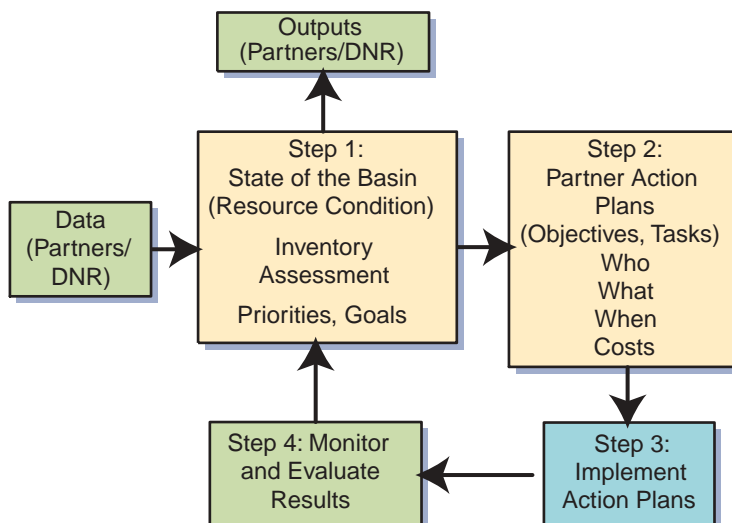 Outputs
(Partners/DNR)
Step 1:
State of the Basin
(Resource Condition)
Inventory
Assessment
Priorities, Goals
Step 2:
Partner Action
Plans
(Objectives, Tasks)
Who
What
When
Costs
Data
(Partners/
DNR)
Step 4: Monitor
and Evaluate
Results
Step 3:
Implement
Action Plans